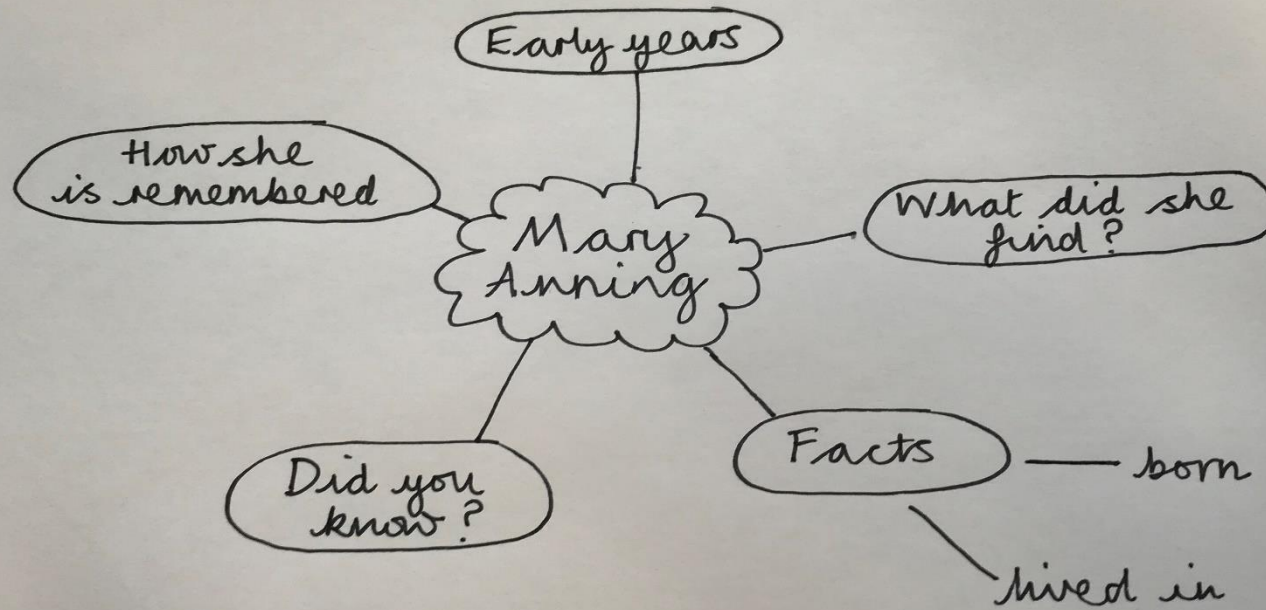 Early years
How she
is remembered
Mary
Anning
What did she
find?
Did you
know?
Facts
born
lived in